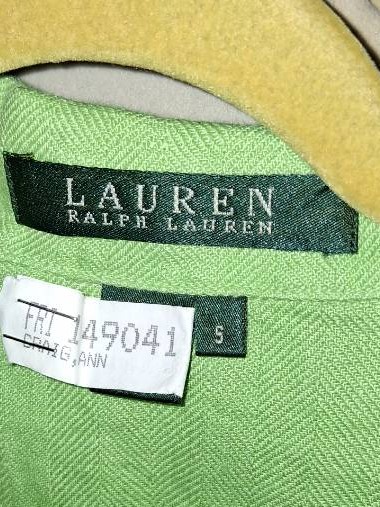 LAUREN
RALPH LAUREN
FRI 149041
CRAIG, ANN
S